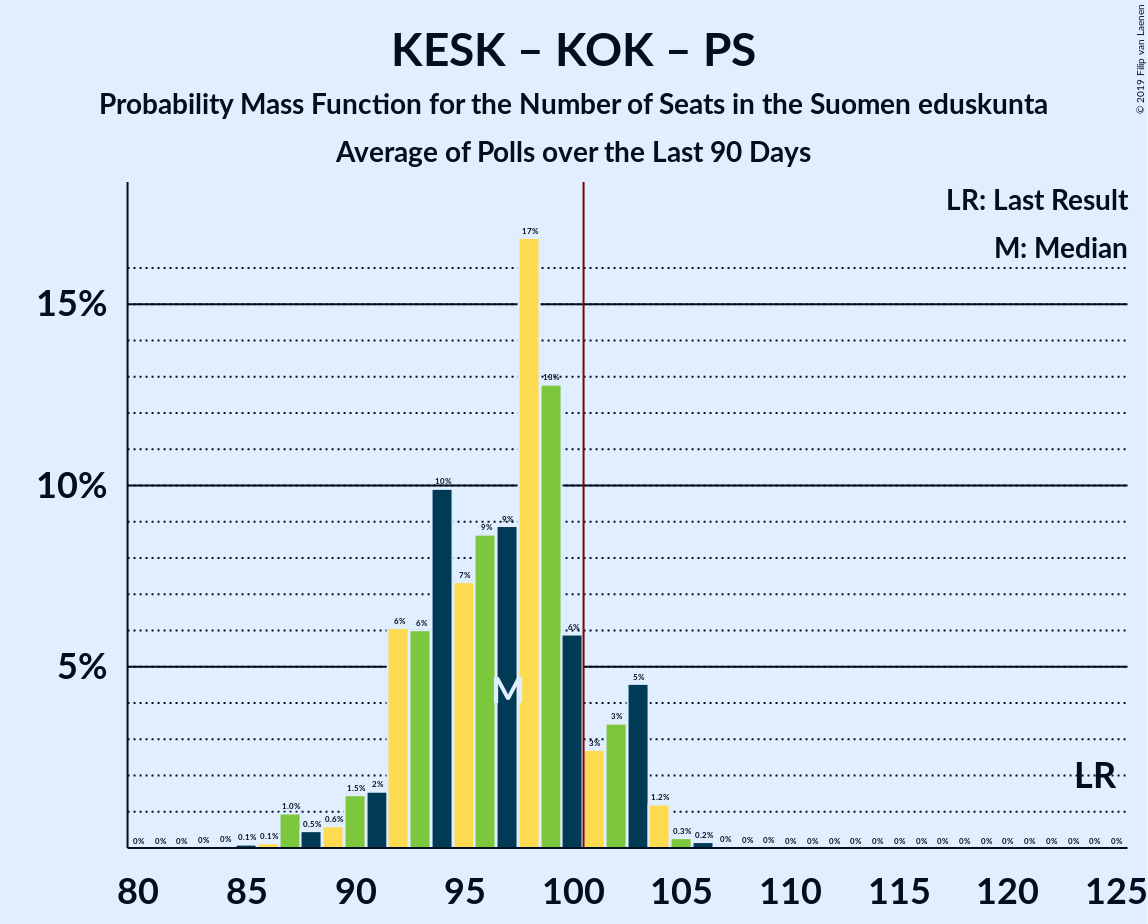 KESK – KOK – PS
Probability Mass Function for the Number of Seats in the Suomen eduskunta
Average of Polls over the Last 90 Days
© 2019 Filip van Laenen
LR: Last Result
M: Median
15%
10%
5%
0% 0% 0% 0% 0% 0.1% 0.1% 1.0% 0.5% 0.6% 1.5% 2% 6% 6% 10% 7% 9% 9% 17% 13% 6% 3% 3% 5% 1.2% 0.3% 0.2% 0% 0% 0% 0% 0% 0% 0% 0% 0% 0% 0% 0% 0% 0% 0% 0% 0% 0% 0%
M
LR
80 85 90 95 100 105 110 115 120 125